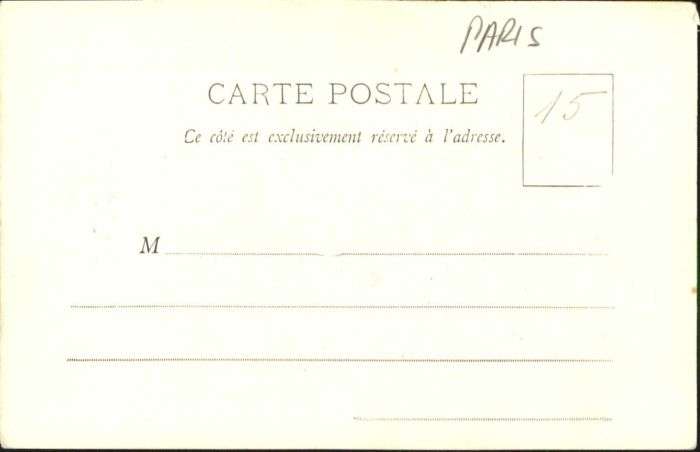 PARIS
CARTE POSTALE
15
Ce côté est exclusivement réservé à l'adresse.
M